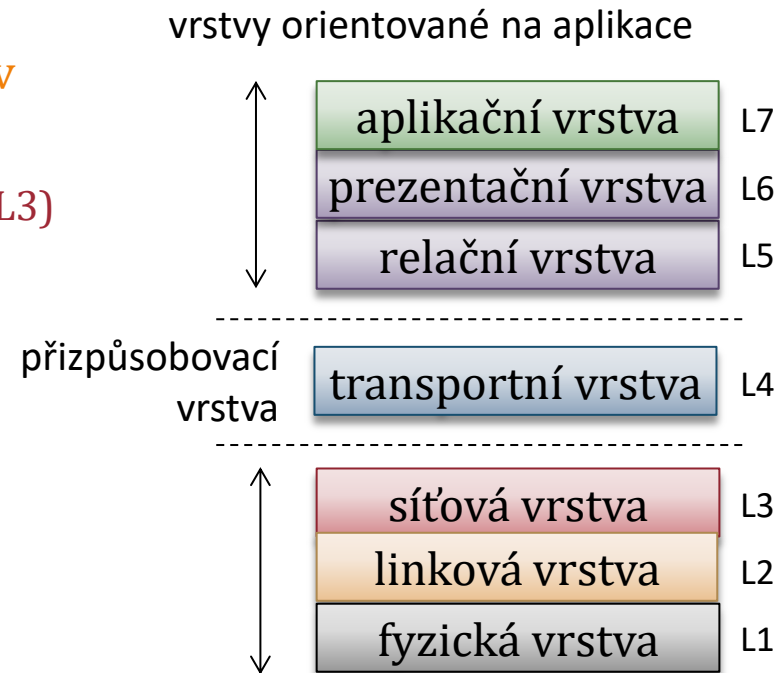 vrstvy orientované na aplikace
v
L3)
aplikační vrstva L7
prezentační vrstva L6
relační vrstva L5
přizpůsobovací
vrstva
transportní vrstva L4
síťová vrstva L3
linková vrstva L2
fyzická vrstva L1